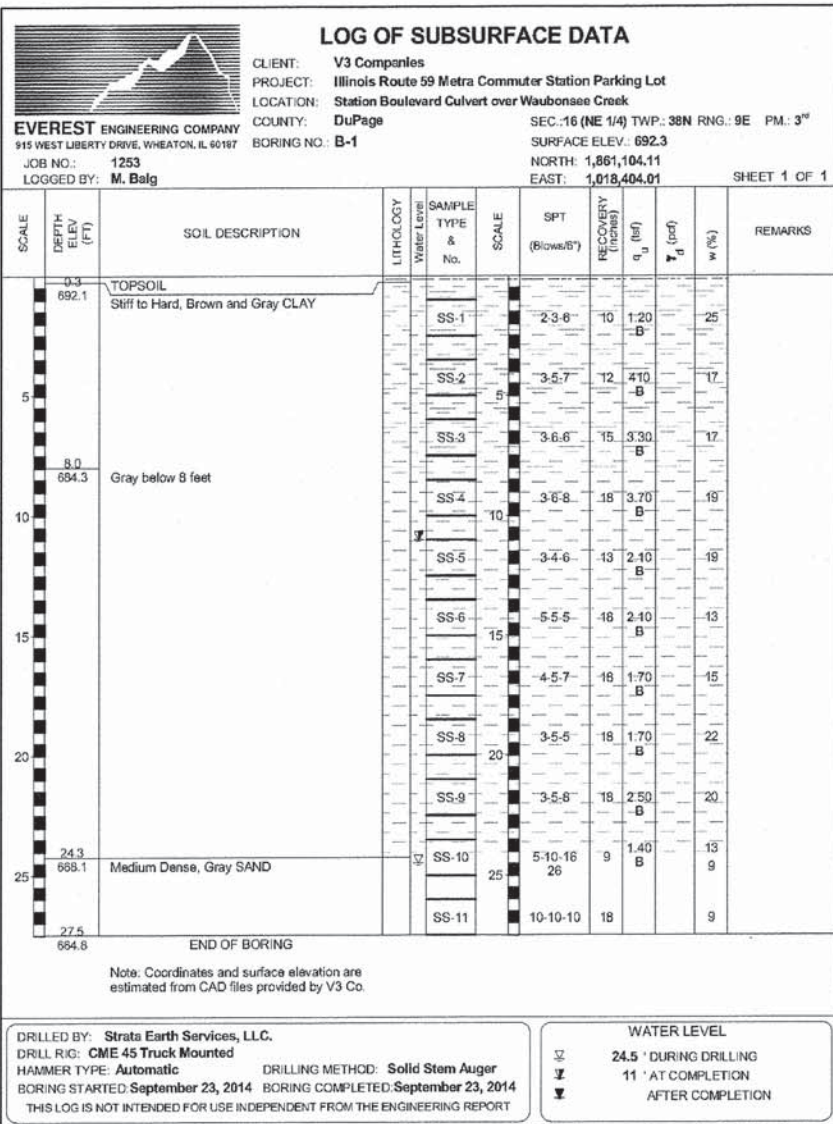 LOG OF SUBSURFACE DATA
CLIENT: V3 Companies
PROJECT: Illinois Route 59 Metra Commuter Station Parking Lot
LOCATION: Station Boulevard Culvert over Waubonsee Creek
EVEREST ENGINEERING COMPANY
915 WEST LIBERTY DRIVE, WHEATON, IL 60187
COUNTY: DuPage SEC.:16 (NE 1/4) TWP.: 38N RNG.: 9E PM.: 3rd
BORING NO.: B-1 SURFACE ELEV.: 692.3
JOB NO.: 1253 NORTH: 1,861,104.11
LOGGED BY: M. Balg EAST: 1,018,404.01 SHEET 1 OF 1
SCALE DEPTH ELEV (FT) SOIL DESCRIPTION LITHOLOGY Water Level SAMPLE TYPE & No. SCALE SPT (Blows/6") RECOVERY (inches) qu (tsf) γd (pcf) w (%) REMARKS
0.3 TOPSOIL
692.1 Stiff to Hard, Brown and Gray CLAY
SS-1 2-3-6 10 1.20 25
B
SS-2 3-5-7 12 410 17
5 5 B
SS-3 3-6-6 15 3.30 17
B
8.0
684.3 Gray below 8 feet
SS-4 3-6-8 18 3.70 19
10 10 B
SS-5 3-4-6 13 2.10 19
B
SS-6 5-5-5 18 2.10 13
15 15 B
SS-7 4-5-7 18 1.70 15
B
SS-8 3-5-5 18 1.70 22
20 20 B
SS-9 3-5-8 18 2.50 20
B
24.3 SS-10 5-10-16 9 1.40 13
668.1 Medium Dense, Gray SAND 26 B 9
25 25
SS-11 10-10-10 18 9
27.5
664.8 END OF BORING
Note: Coordinates and surface elevation are
estimated from CAD files provided by V3 Co.
DRILLED BY: Strata Earth Services, LLC.
DRILL RIG: CME 45 Truck Mounted
HAMMER TYPE: Automatic DRILLING METHOD: Solid Stem Auger
BORING STARTED: September 23, 2014 BORING COMPLETED: September 23, 2014
THIS LOG IS NOT INTENDED FOR USE INDEPENDENT FROM THE ENGINEERING REPORT
WATER LEVEL
24.5 ' DURING DRILLING
11 ' AT COMPLETION
AFTER COMPLETION